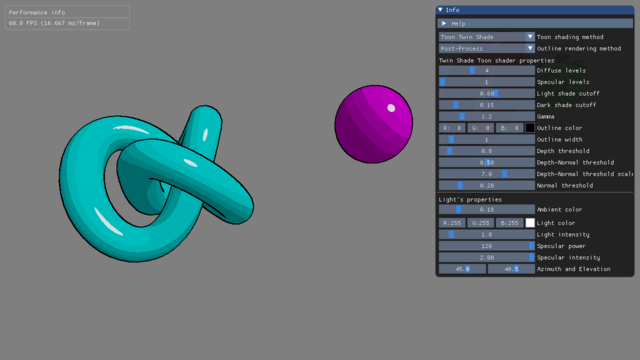 Performance info
60.0 FPS (16.667 ms/frame)
Info
Help
Toon Twin Shade Toon shading method
Post-Process Outline rendering method
Twin Shade Toon shader properties
4 Diffuse levels
1 Specular levels
0.60 Light shade cutoff
0.15 Dark shade cutoff
2.2 Gamma
R: 0 G: 0 B: 0 Outline color
1 Outline width
Depth threshold
0.50 Depth-Normal threshold
7.0 Depth-Normal threshold scale
0.20 Normal threshold
Light's properties
0.10 Ambient color
R:255 G:255 B:255 Light color
1.0 Light intensity
128 Specular power
2.00 Specular intensity
45.0 40.5 Azimuth and Elevation